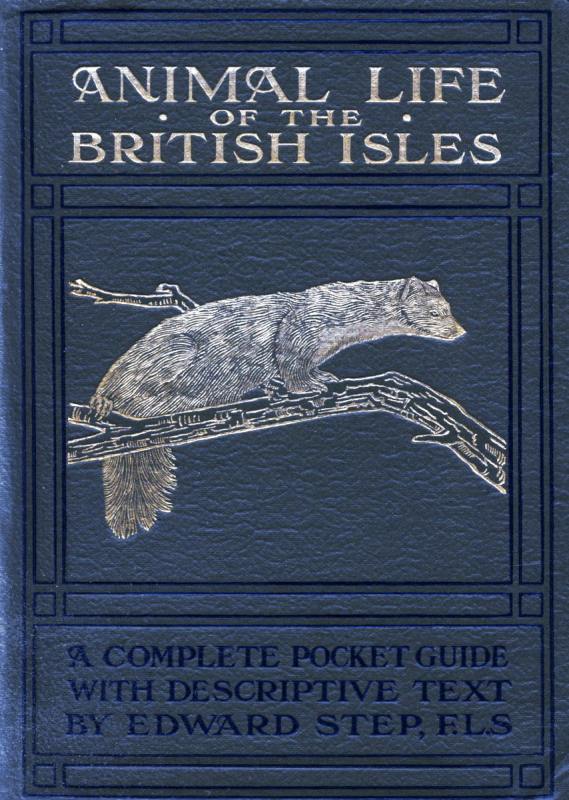 ANIMAL LIFE
· OF THE ·
BRITISH ISLES
A COMPLETE POCKET GUIDE
WITH DESCRIPTIVE TEXT
BY EDWARD STEP, F.L.S